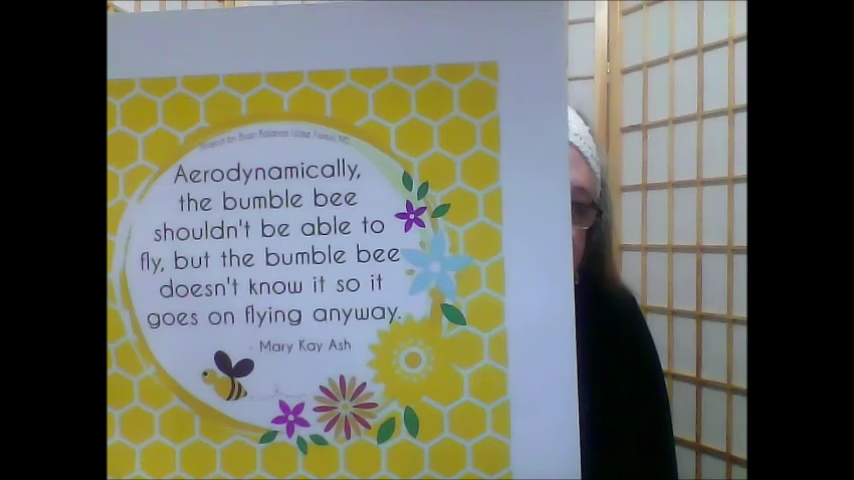 Aerodynamically,
the bumble bee
shouldn't be able to
fly, but the bumble bee
doesn't know it so it
goes on flying anyway.
- Mary Kay Ash